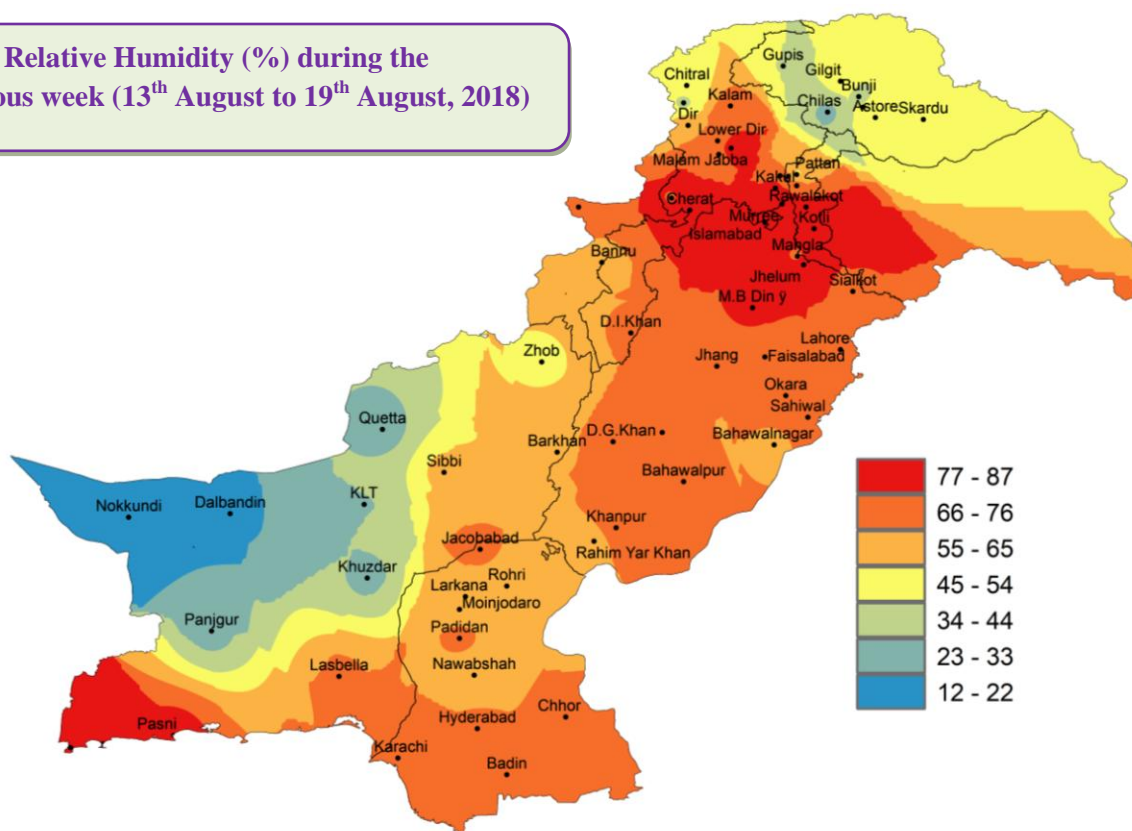 Relative Humidity (%) during the
ous week (13th August to 19th August, 2018)
Gupis
Gilgit
Chitral
Bunji
Kalam
Chilas
Astore
Skardu
Dir
Lower Dir
Malam Jabba
Pattan
Kakul
Cherat
Rawalakot
Murree
Kotli
Islamabad
Mangla
Bannu
Jhelum
Sialkot
M.B Din ÿ
D.I.Khan
Lahore
Zhob
Jhang
Faisalabad
Okara
Quetta
Sahiwal
D.G.Khan
Bahawalnagar
Barkhan
Sibbi
Bahawalpur
77 - 87
KLT
Nokkundi
Dalbandin
66 - 76
Khanpur
Jacobabad
Rahim Yar Khan
55 - 65
Khuzdar
Rohri
Larkana
45 - 54
Moinjodaro
Panjgur
34 - 44
Padidan
Lasbella
Nawabshah
23 - 33
12 - 22
Chhor
Pasni
Hyderabad
Karachi
Badin